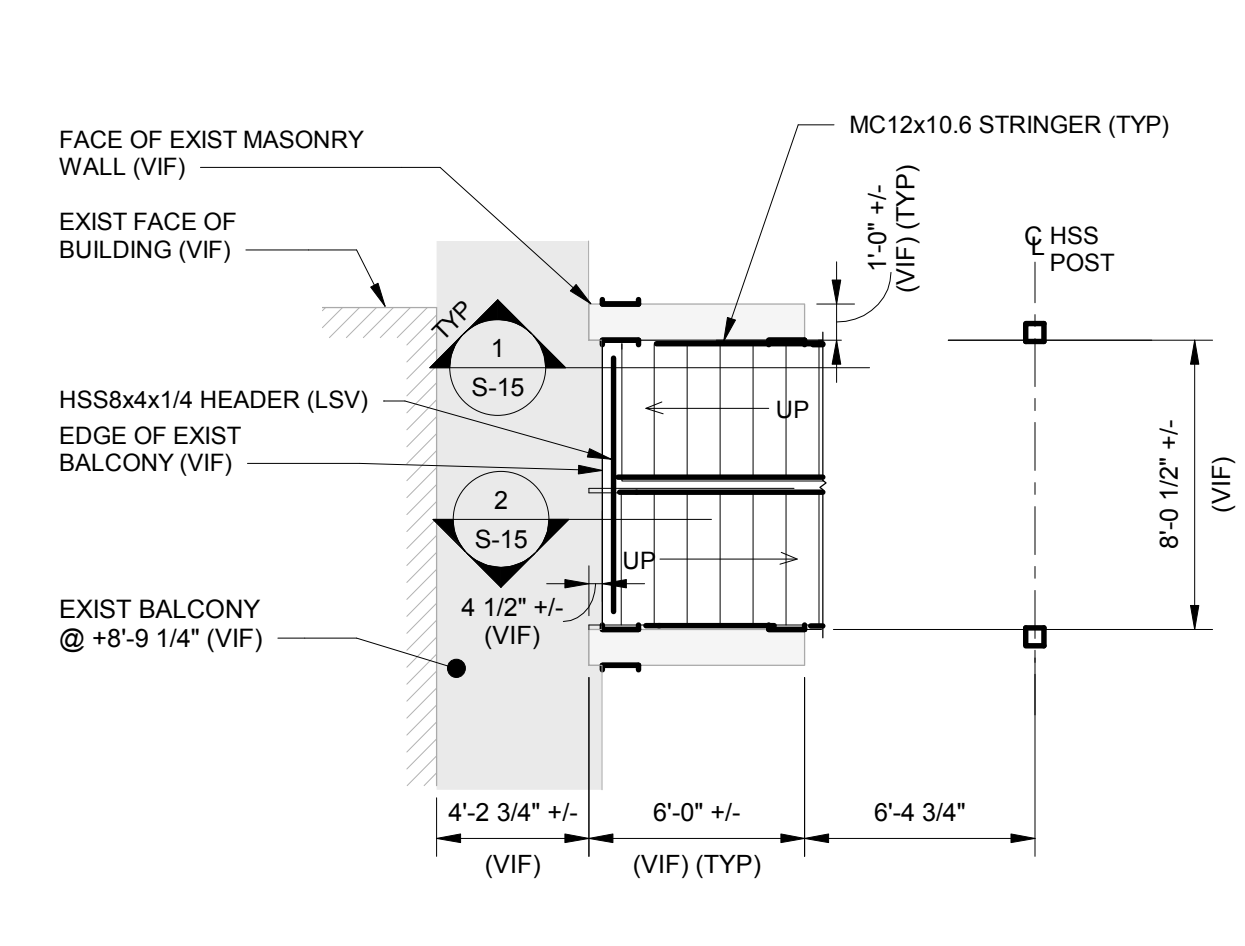 FACE OF EXIST MASONRY
WALL (VIF)
MC12x10.6 STRINGER (TYP)
1'-0" +/-
(VIF) (TYP)
EXIST FACE OF
BUILDING (VIF)
CL HSS
POST
TYP
1
S-15
HSS8x4x1/4 HEADER (LSV)
UP
EDGE OF EXIST
BALCONY (VIF)
2
S-15
UP
8'-0 1/2" +/-
(VIF)
4 1/2" +/-
(VIF)
EXIST BALCONY
@ +8'-9 1/4" (VIF)
4'-2 3/4" +/-
(VIF)
6'-0" +/-
(VIF) (TYP)
6'-4 3/4"